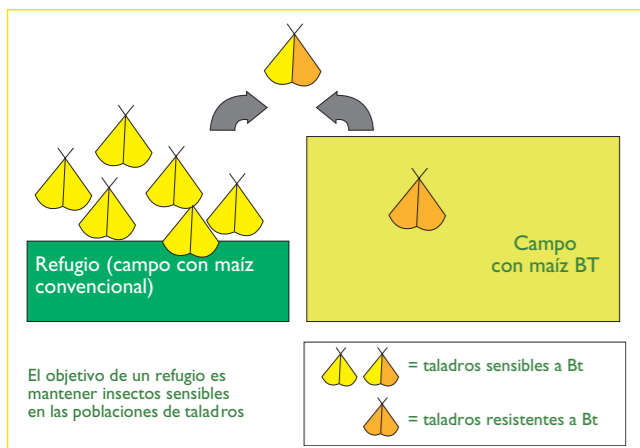 Refugio (campo con maíz
convencional)
Campo
con maíz BT
El objetivo de un refugio es
mantener insectos sensibles
en las poblaciones de taladros
= taladros sensibles a Bt
= taladros resistentes a Bt